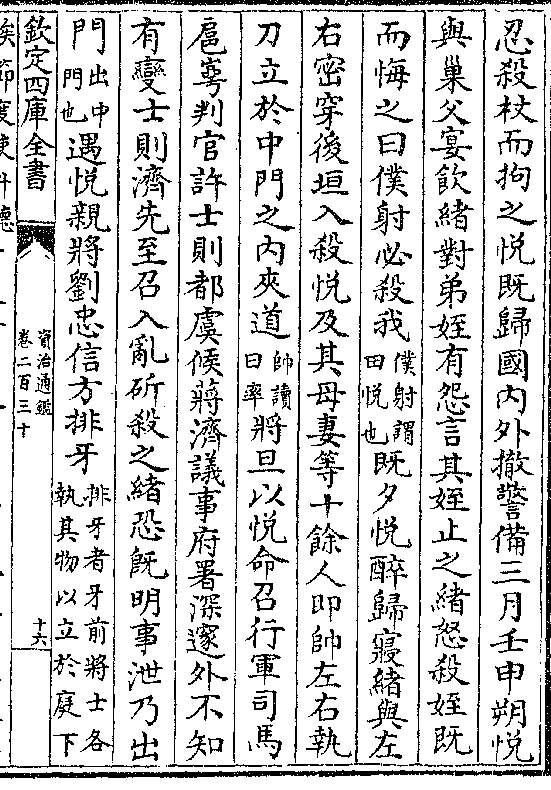 忍殺杖而拘之悦既歸國内外撤警備三月壬申朔悦
與巢父宴飲緒對弟姪有怨言其姪止之緒怒殺姪既
而悔之曰僕射必殺我僕射謂田悦也既夕悦醉歸寢緒與左
右密穿後垣入殺悦及其母妻等十餘人即帥左右執
刀立於中門之内夾道帥讀曰率將旦以悦命召行軍司馬
扈崿判官許士則都虞候蔣濟議事府署深邃外不知
有變士則濟先至召入亂斫殺之緒恐既明事泄乃出
門出中門也遇悦親將劉忠信方排牙排牙者牙前將士各執其物以立於庭下
欽定四庫全書
資治通鑑
卷二百三十
十六